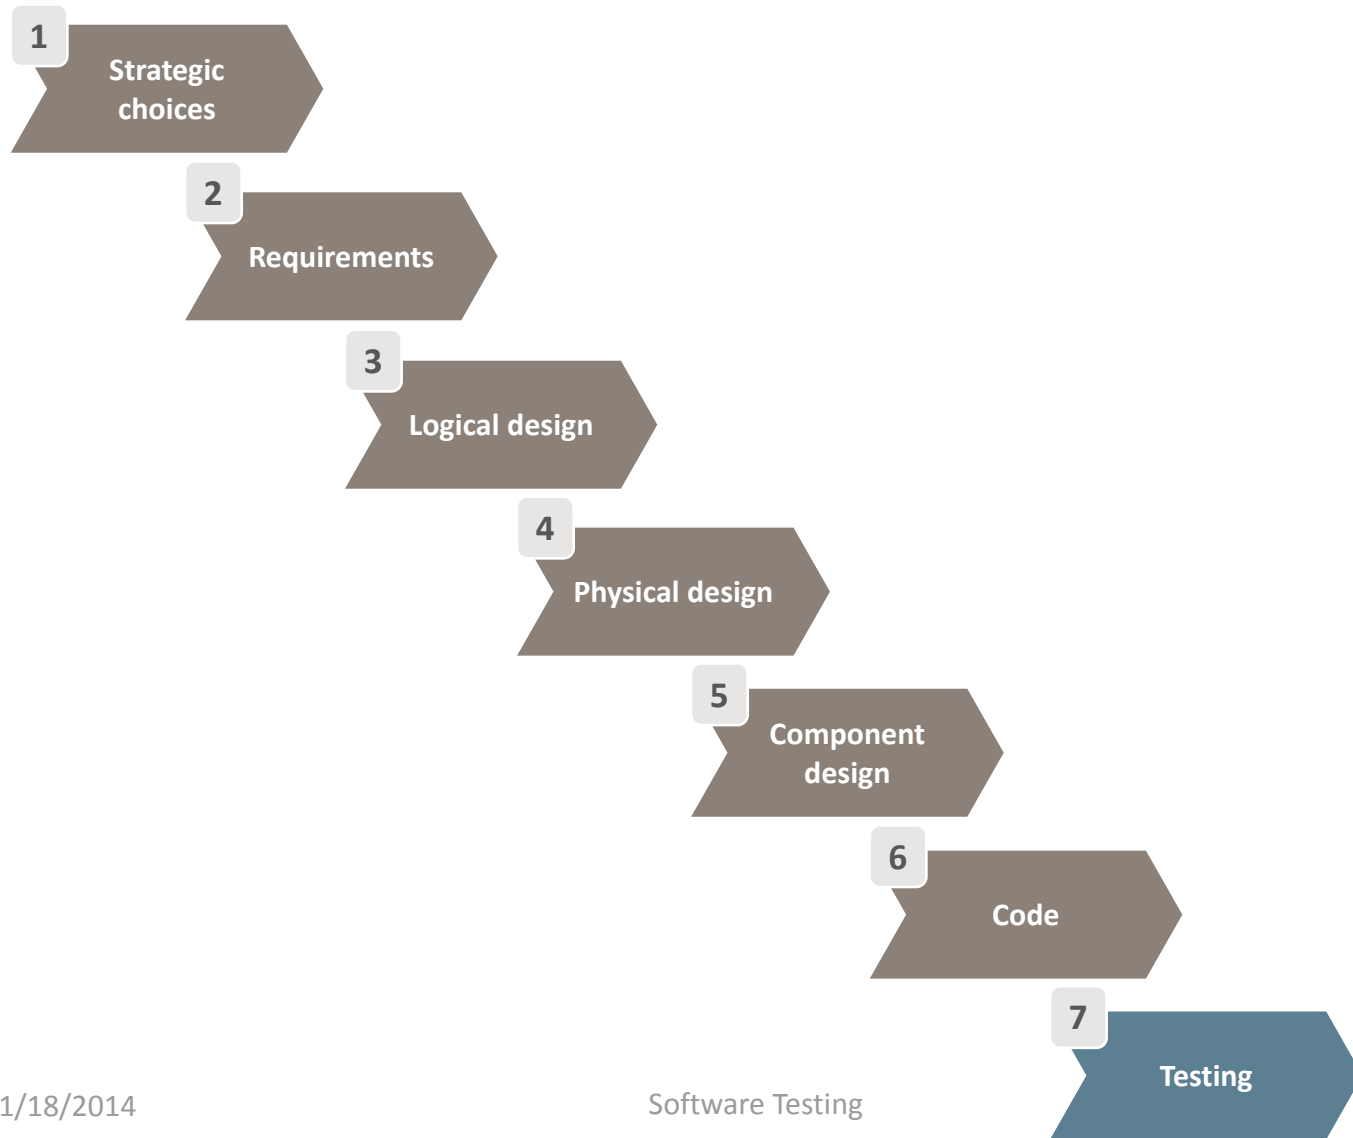 1
Strategic
choices
2
Requirements
3
Logical design
4
Physical design
5
Component
design
6
Code
7
Testing
1/18/2014
Software Testing